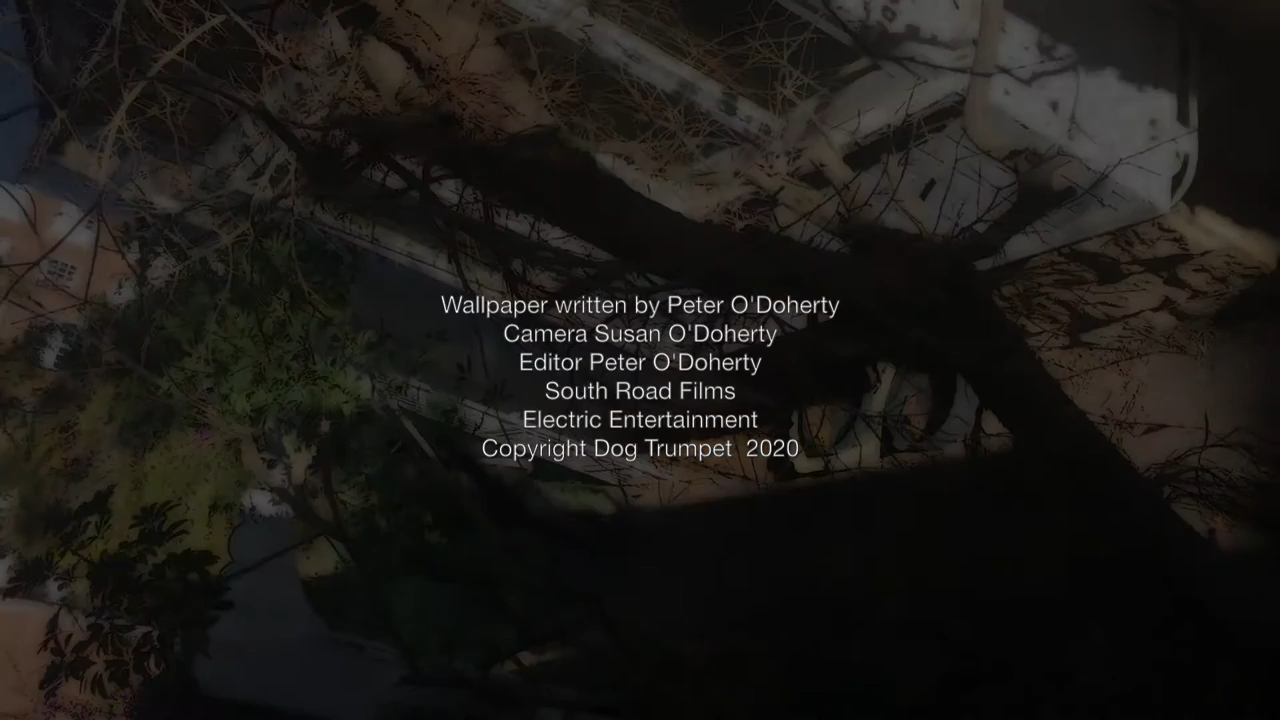 Wallpaper written by Peter O'Doherty
Camera Susan O'Doherty
Editor Peter O'Doherty
South Road Films
Electric Entertainment
Copyright Dog Trumpet  2020